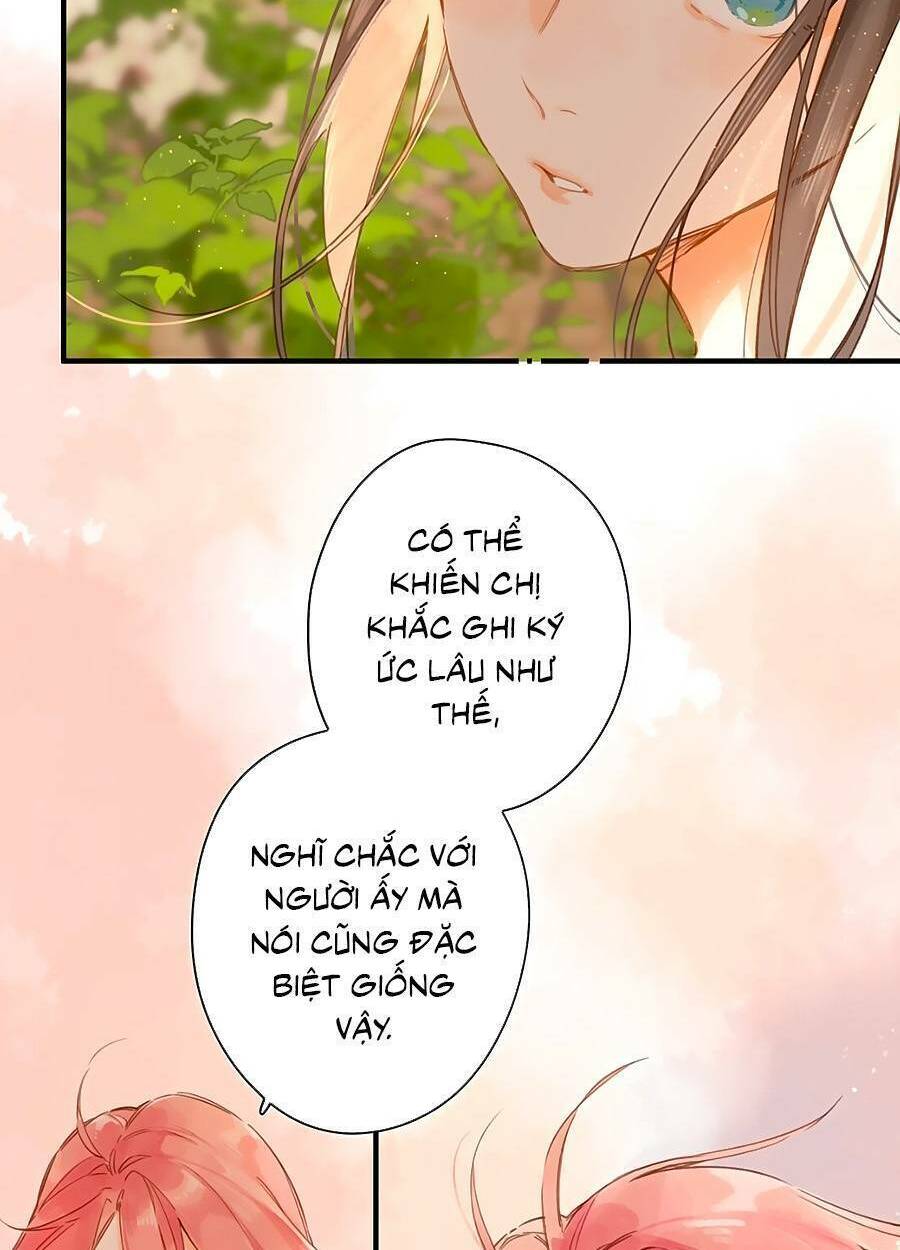 CÓ THỂ
KHIẾN CHỊ
KHẮC GHI KÝ
ỨC LÂU NHƯ
THẾ,
NGHĨ CHẮC VỚI
NGƯỜI ẤY MÀ
NÓI CŨNG ĐẶC
BIỆT GIỐNG
VẬY.